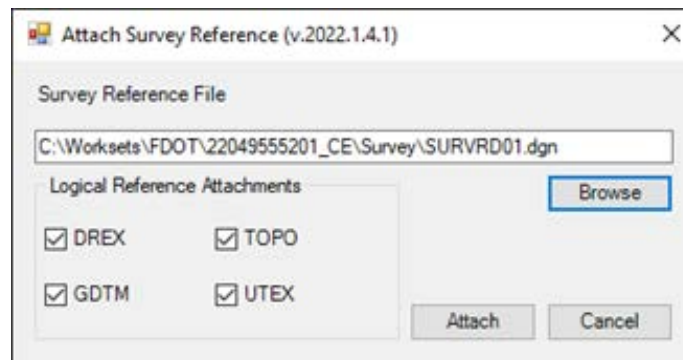 Attach Survey Reference (v.2022.1.4.1)
Survey Reference File
C:\Worksets\FDOT\22049555201_CE\Survey\SURVRD01.dgn
Logical Reference Attachments
Browse
DREX TOPO
GDTM UTEX
Attach Cancel